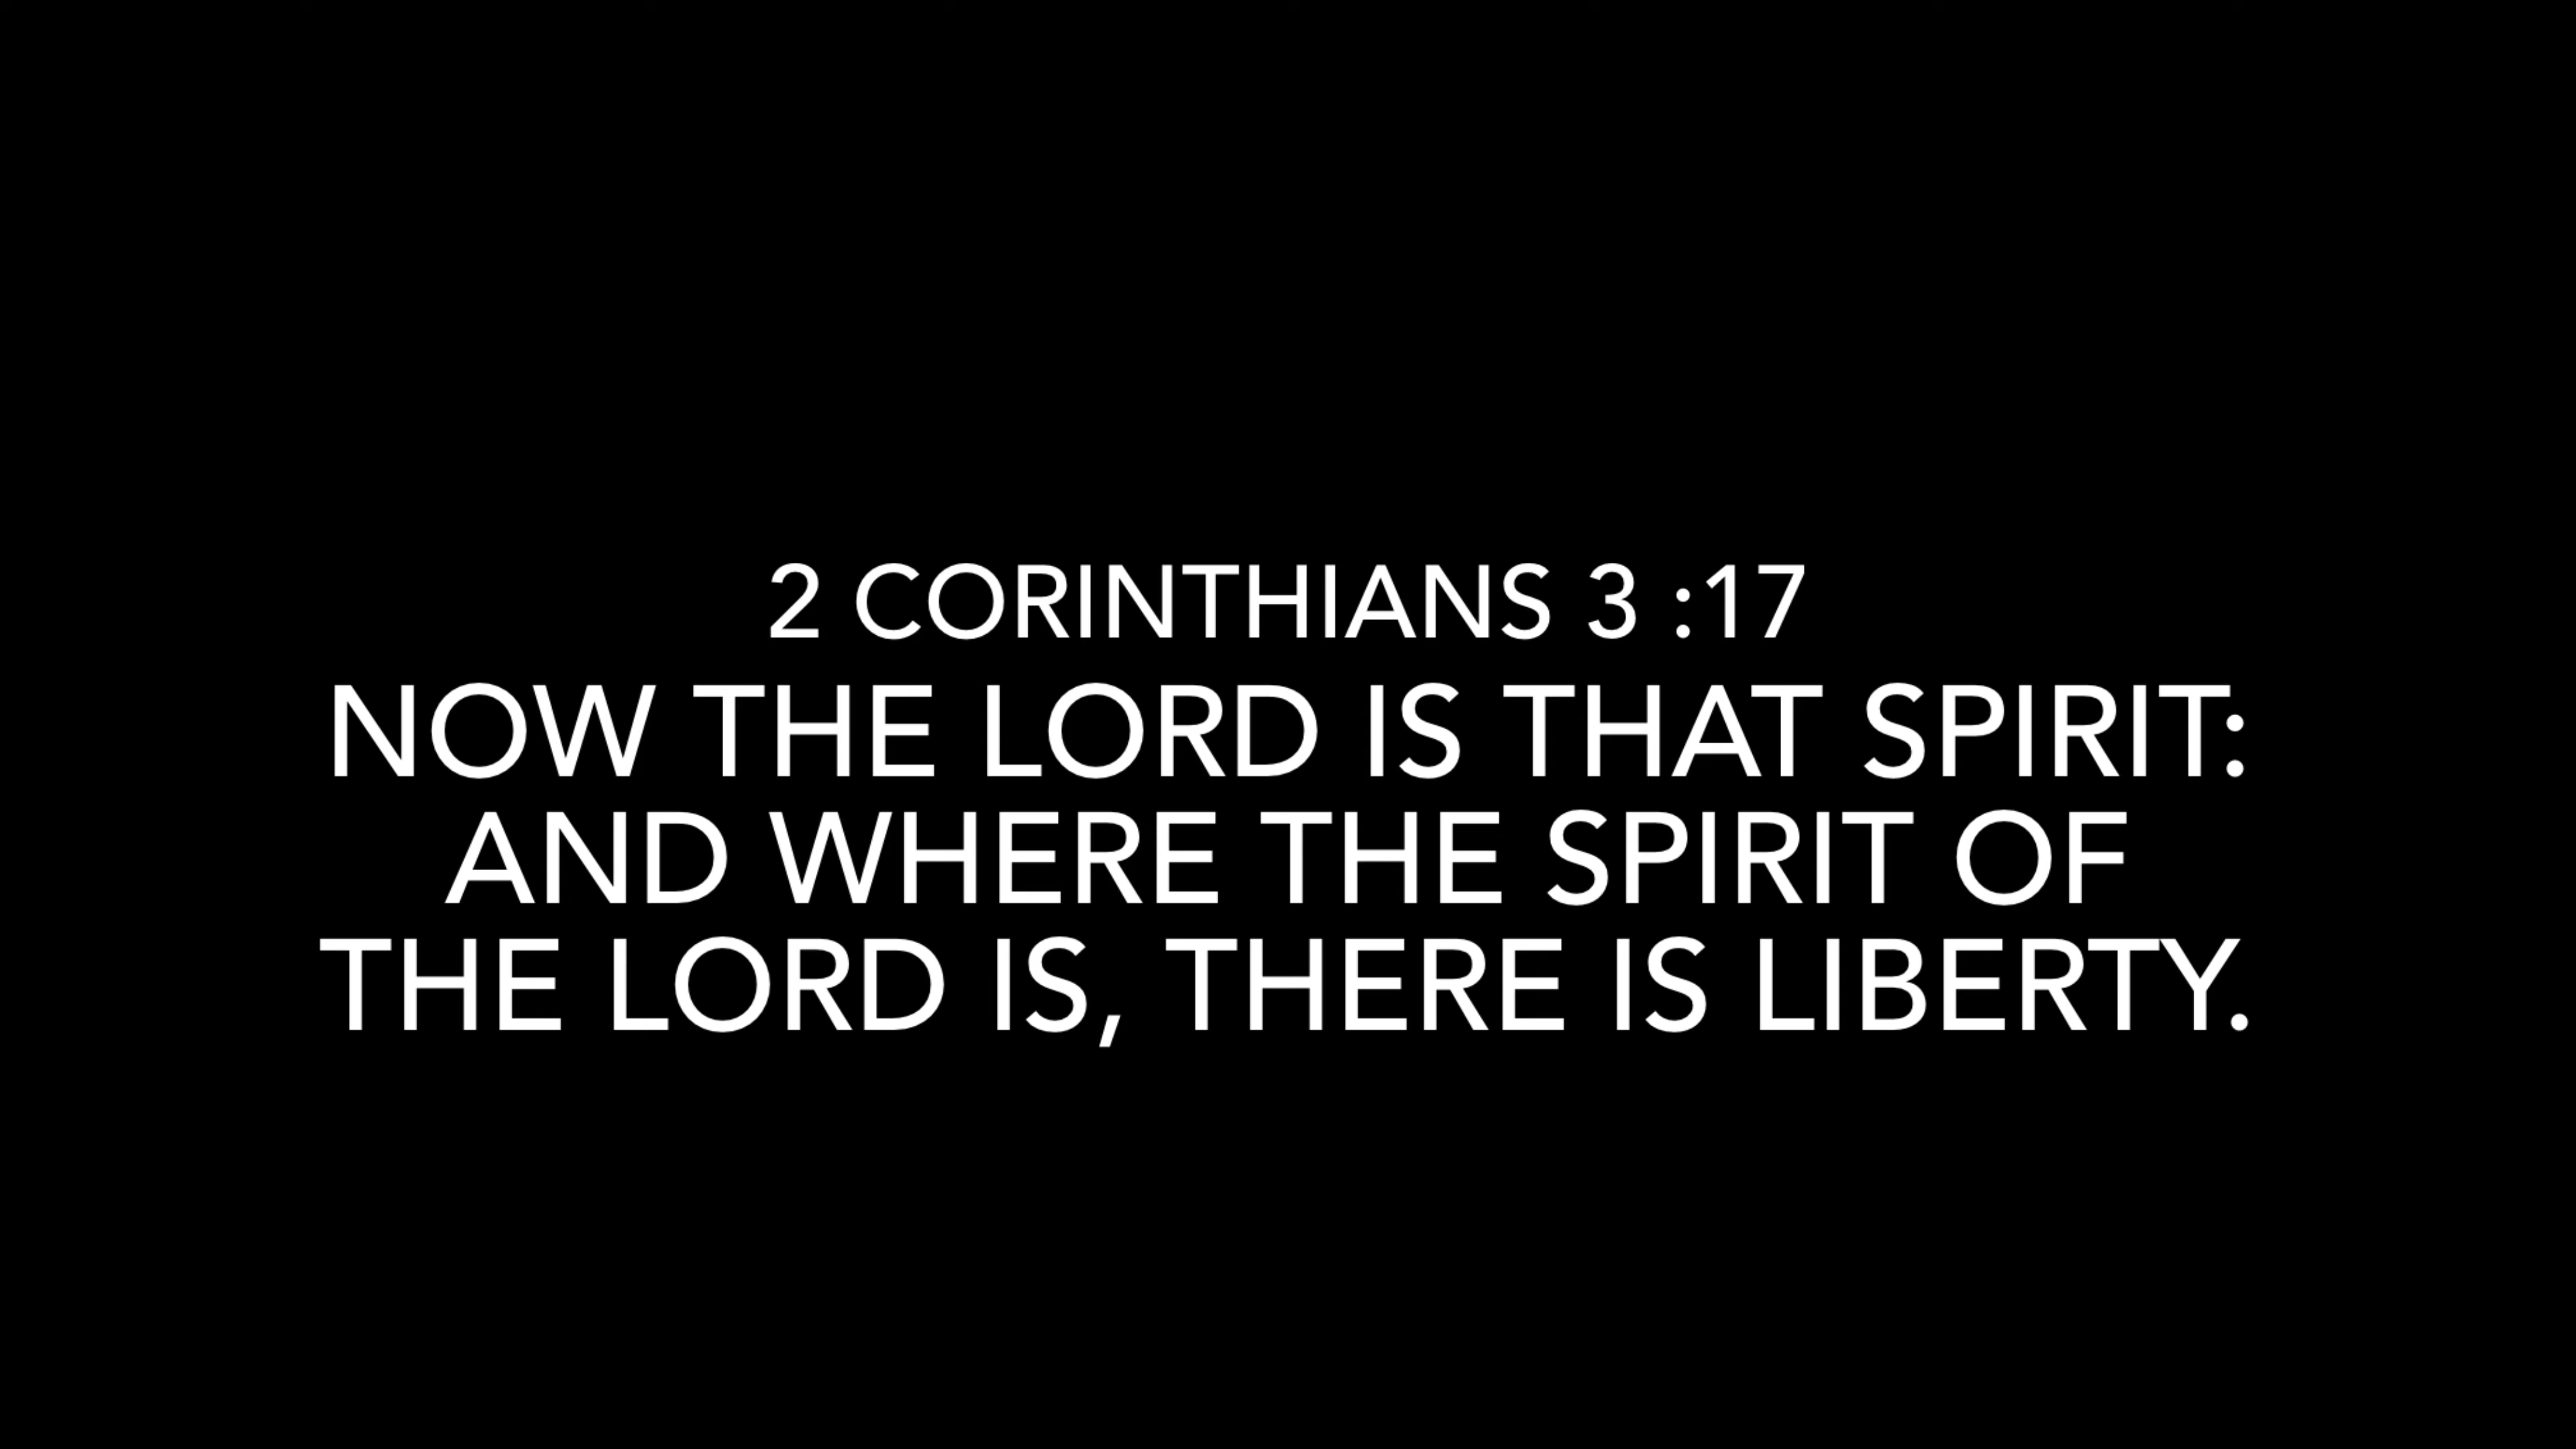 2 CORINTHIANS 3 :17
NOW THE LORD IS THAT SPIRIT:
AND WHERE THE SPIRIT OF
THE LORD IS, THERE IS LIBERTY.